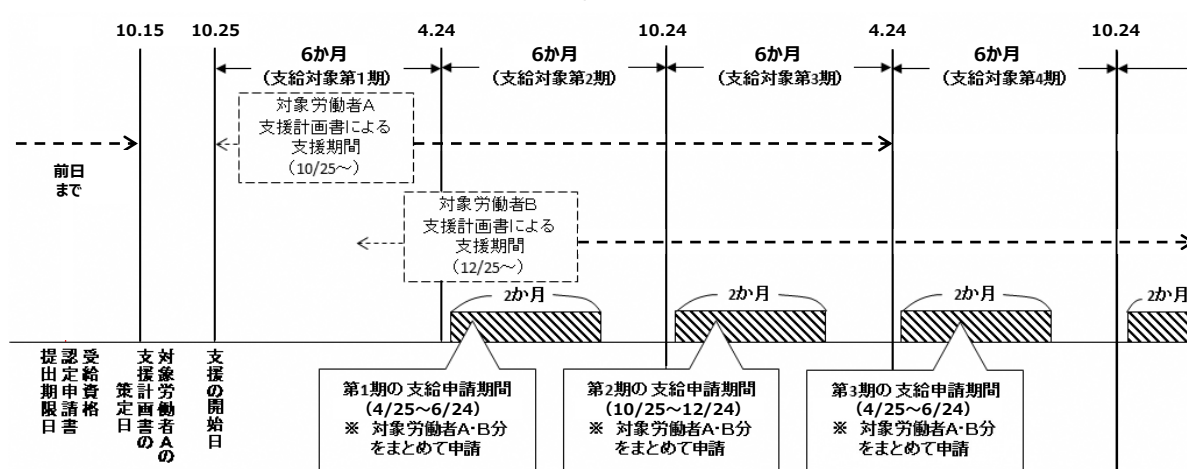 10.15
10.25
4.24
10.24
4.24
10.24
6か月
(支給対象第1期)
6か月
(支給対象第2期)
6か月
(支給対象第3期)
6か月
(支給対象第4期)
対象労働者A
支援計画書による
支援期間
(10/25～)
前日
まで
対象労働者B
支援計画書による
支援期間
(12/25～)
2か月
2か月
2か月
2か月
受給資格
認定申請書
提出期限日
対象労働者Aの
支援計画書の
策定日
支援の開始日
第1期の支給申請期間
(4/25～6/24)
※ 対象労働者A・B分
をまとめて申請
第2期の支給申請期間
(10/25～12/24)
※ 対象労働者A・B分
をまとめて申請
第3期の支給申請期間
(4/25～6/24)
※ 対象労働者A・B分
をまとめて申請